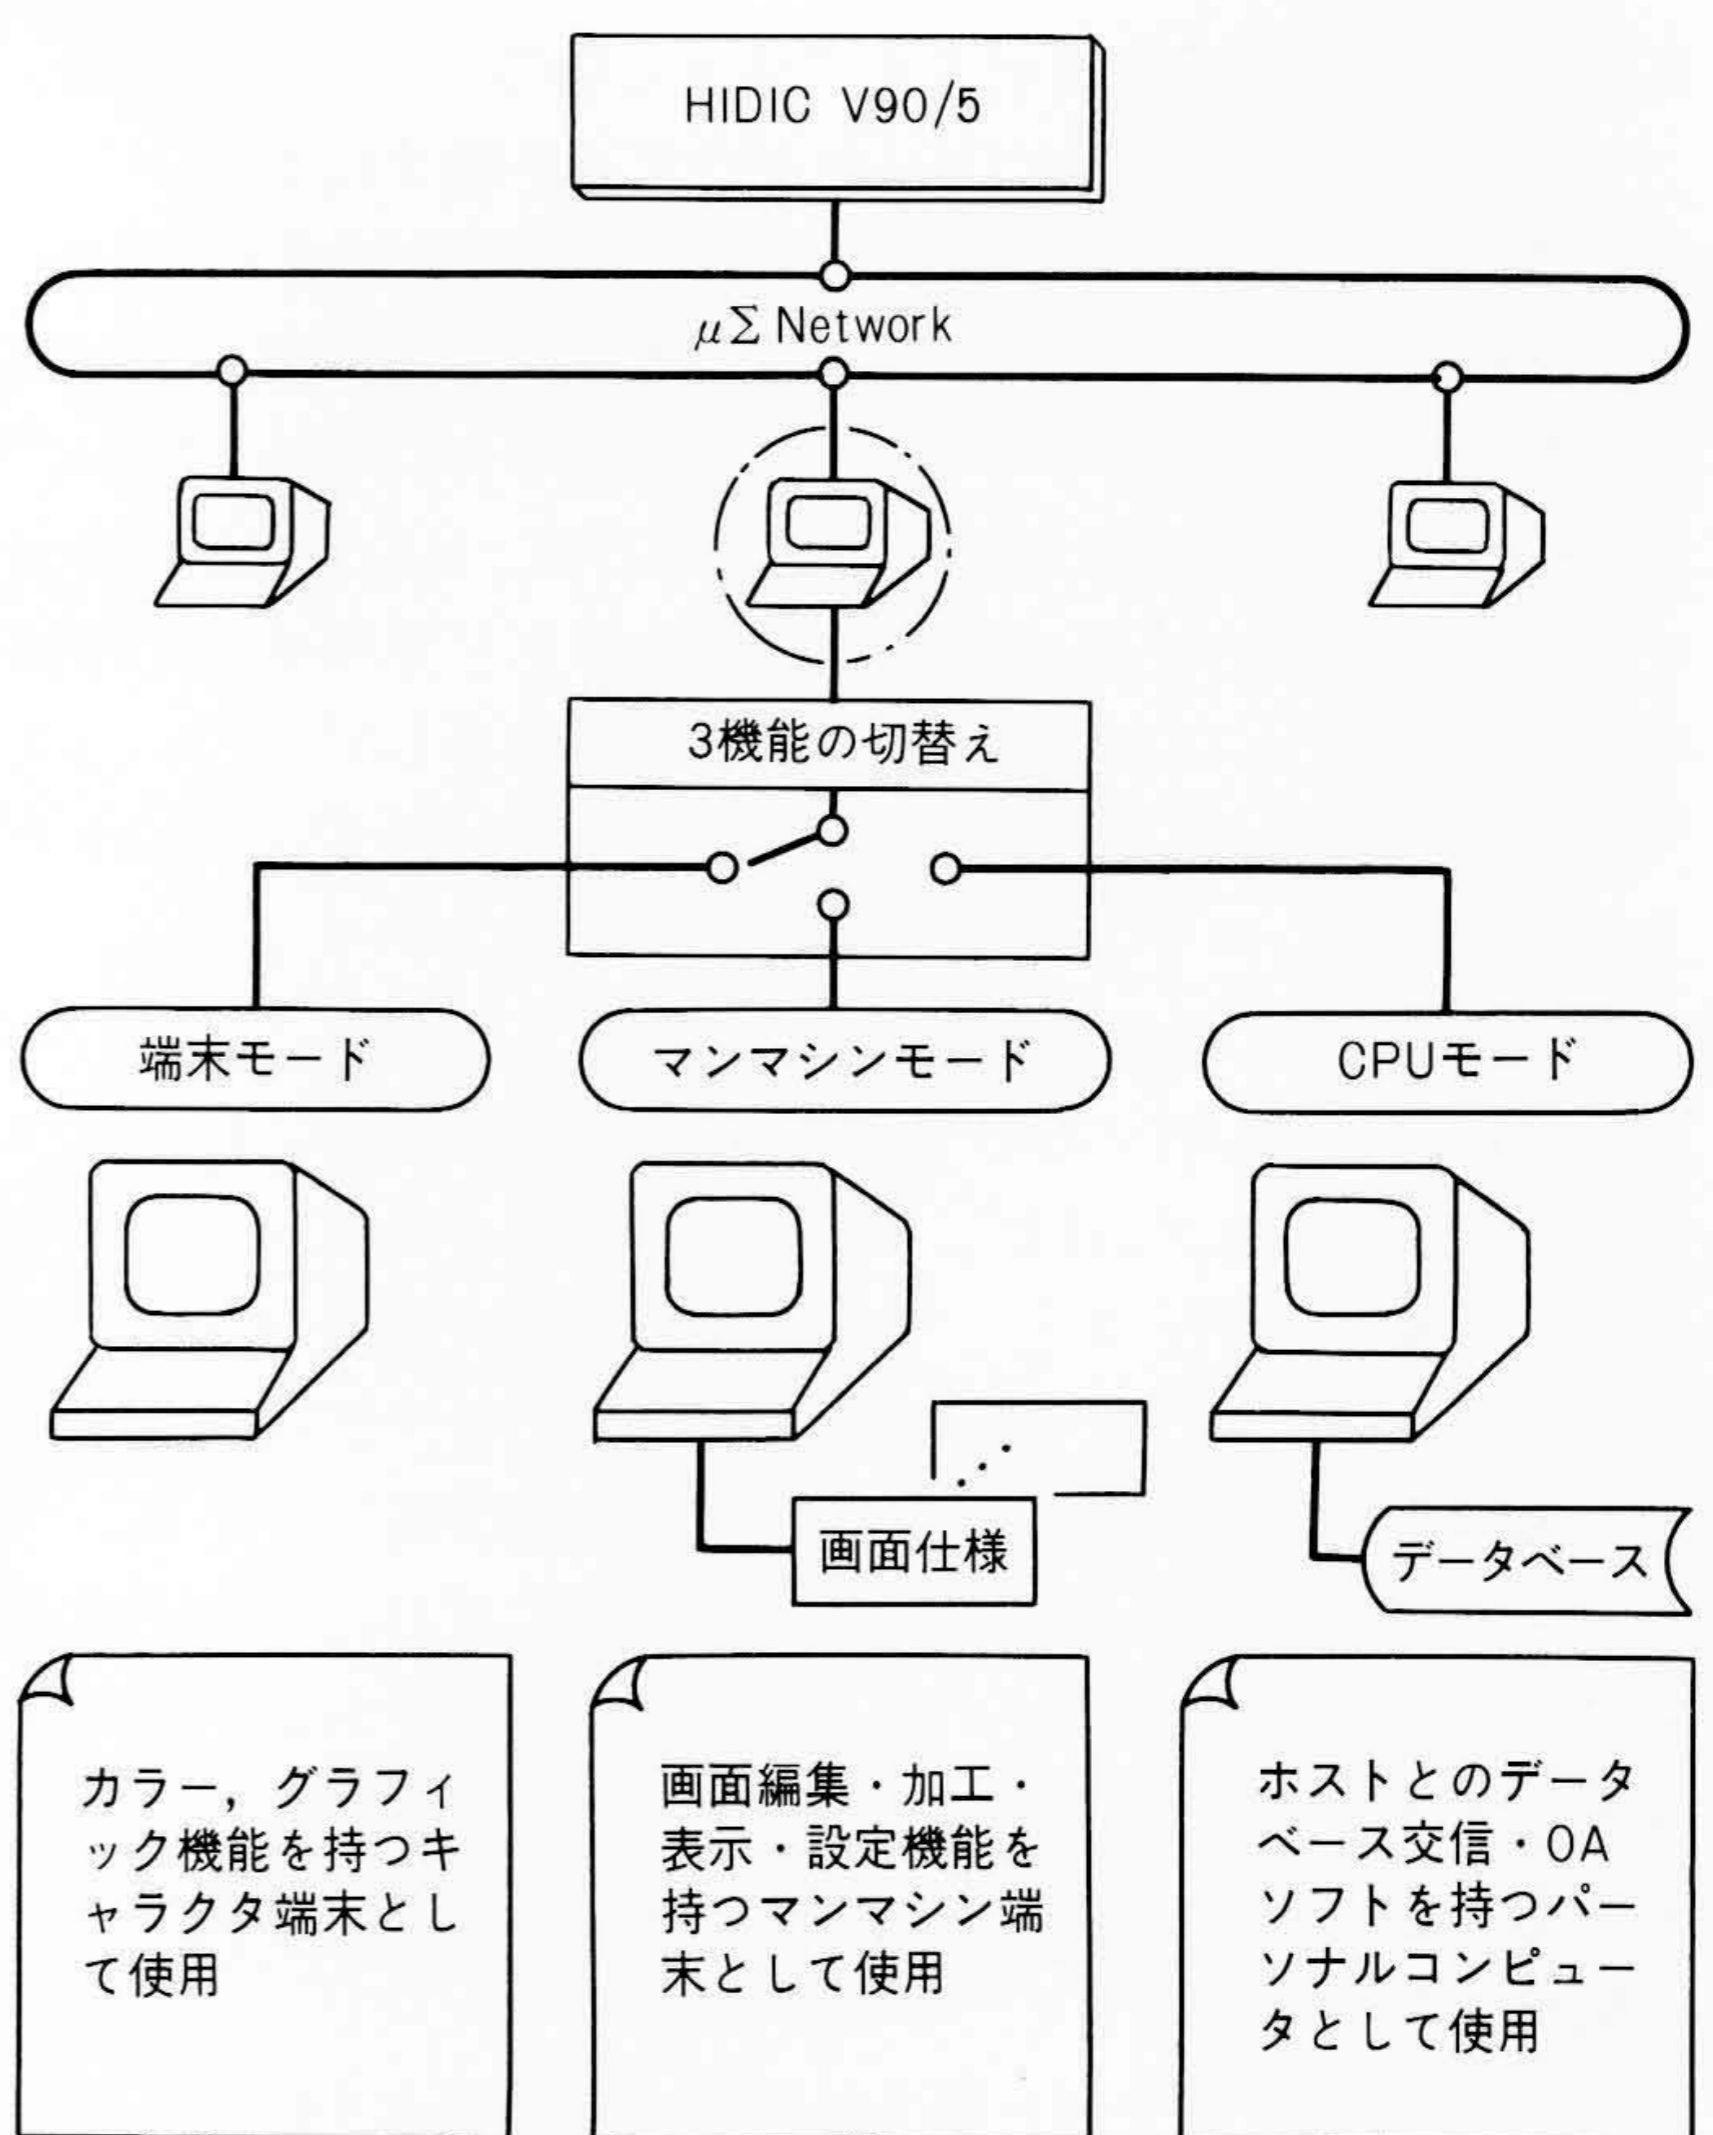 HIDIC V90/5
μΣ Network
3機能の切替え
端末モード
マンマシンモード
CPUモード
画面仕様
データベース
カラー，グラフィ
ック機能を持つキ
ャラクタ端末とし
て使用
画面編集・加工・
表示・設定機能を
持つマンマシン端
末として使用
ホストとのデータ
ベース交信・OA
ソフトを持つパー
ソナルコンピュー
タとして使用